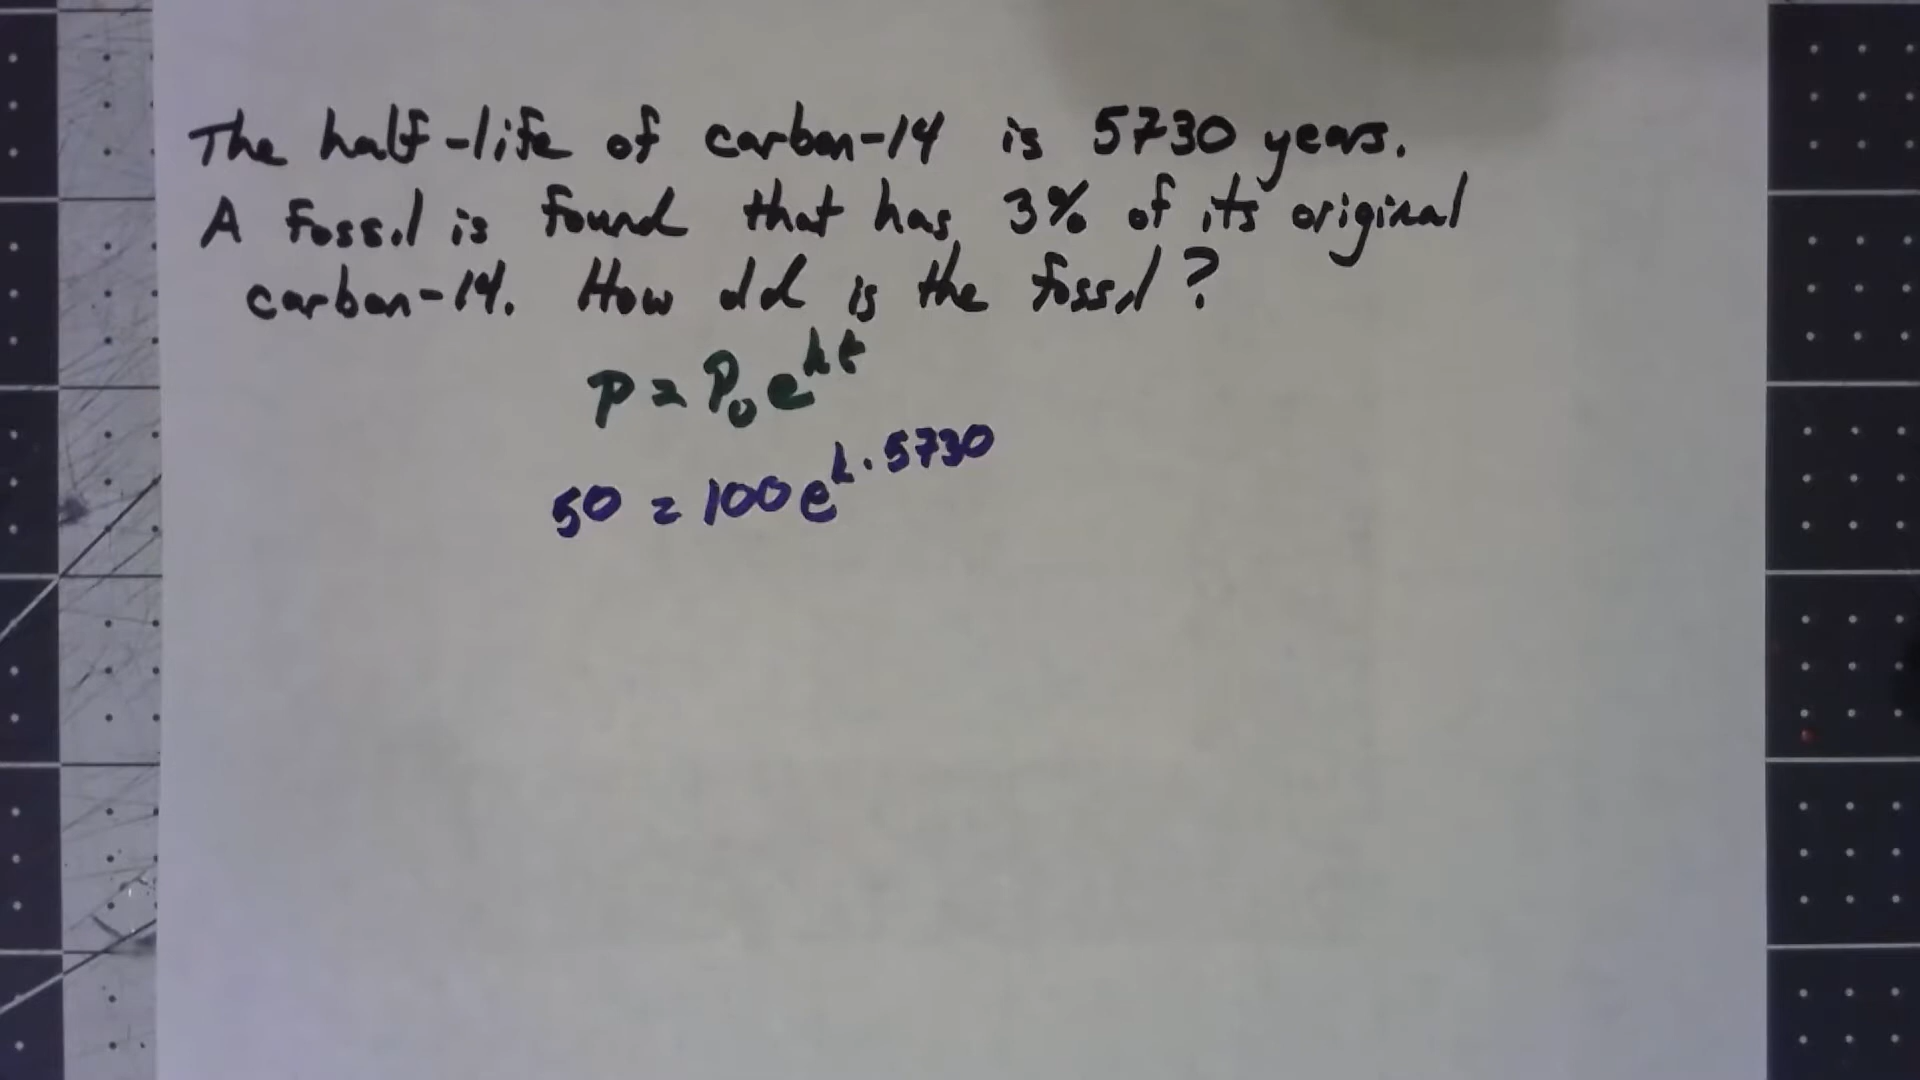 The half-life of carbon-14 is 5730 years.
A fossil is found that has 3% of its original
carbon-14. How old is the fossil?
P = P₀e^{kt}
50 = 100e^{k·5730}